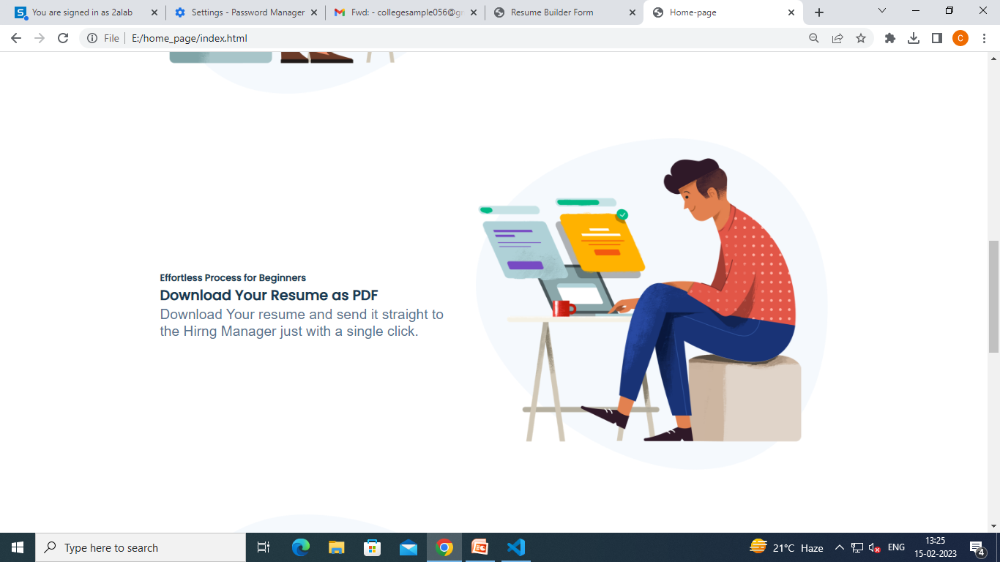 You are signed in as 2alab
Settings - Password Manager
Fwd: - collegesample056@gr
Resume Builder Form
Home-page
File
E:/home_page/index.html
C
Effortless Process for Beginners
Download Your Resume as PDF
Download Your resume and send it straight to
the Hirng Manager just with a single click.
Type here to search
21°C Haze
ENG
13:25
15-02-2023
4